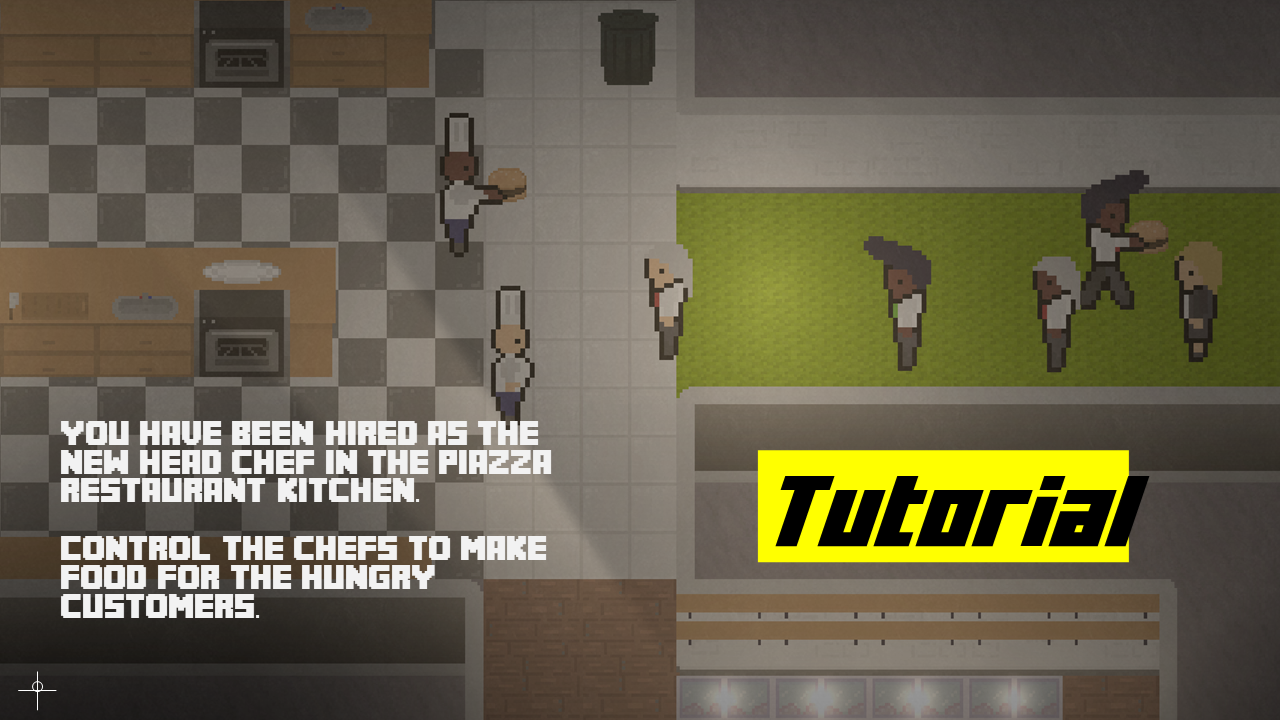 YOU HAVE BEEN HIRED AS THE
NEW HEAD CHEF IN THE PIAZZA
RESTAURANT KITCHEN.
CONTROL THE CHEFS TO MAKE
FOOD FOR THE HUNGRY
CUSTOMERS.
Tutorial